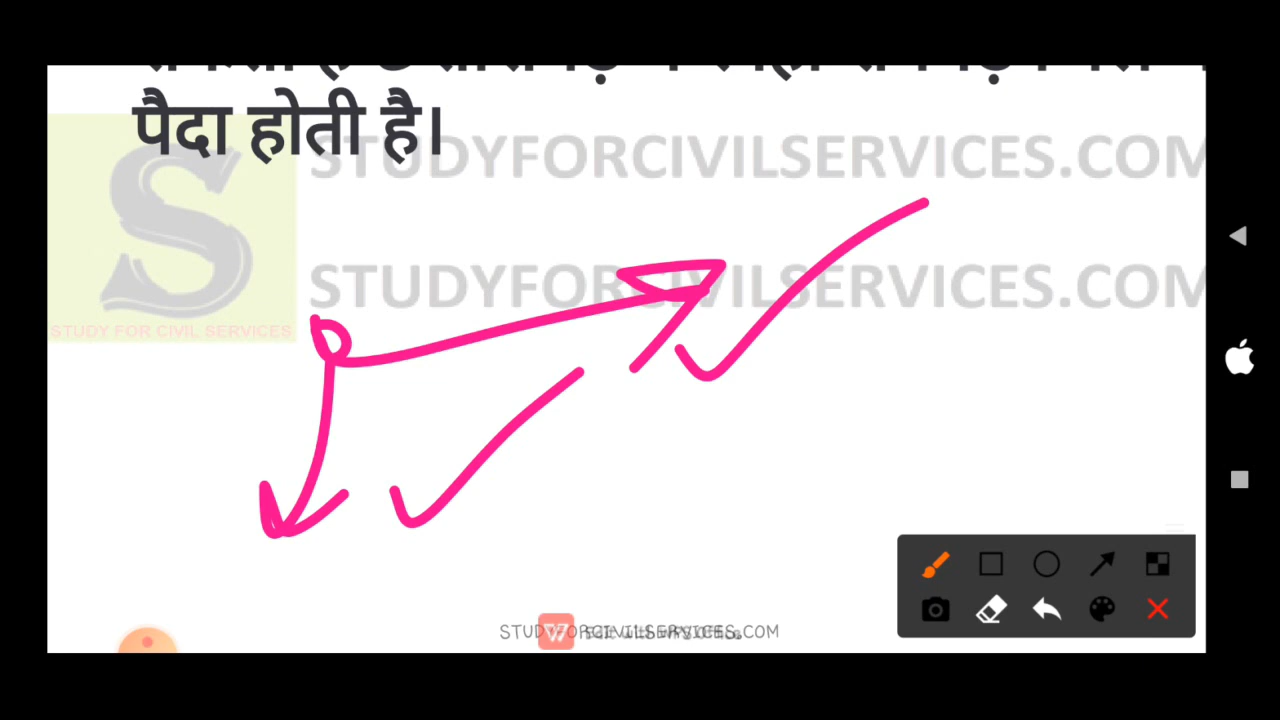 पैदा होती है।
STUDYFORCIVILSERVICES.COM
STUDYFORCIVILSERVICES.COM
S
STUDY FOR CIVIL SERVICES
STUDYFORCIVILSERVICES.COM